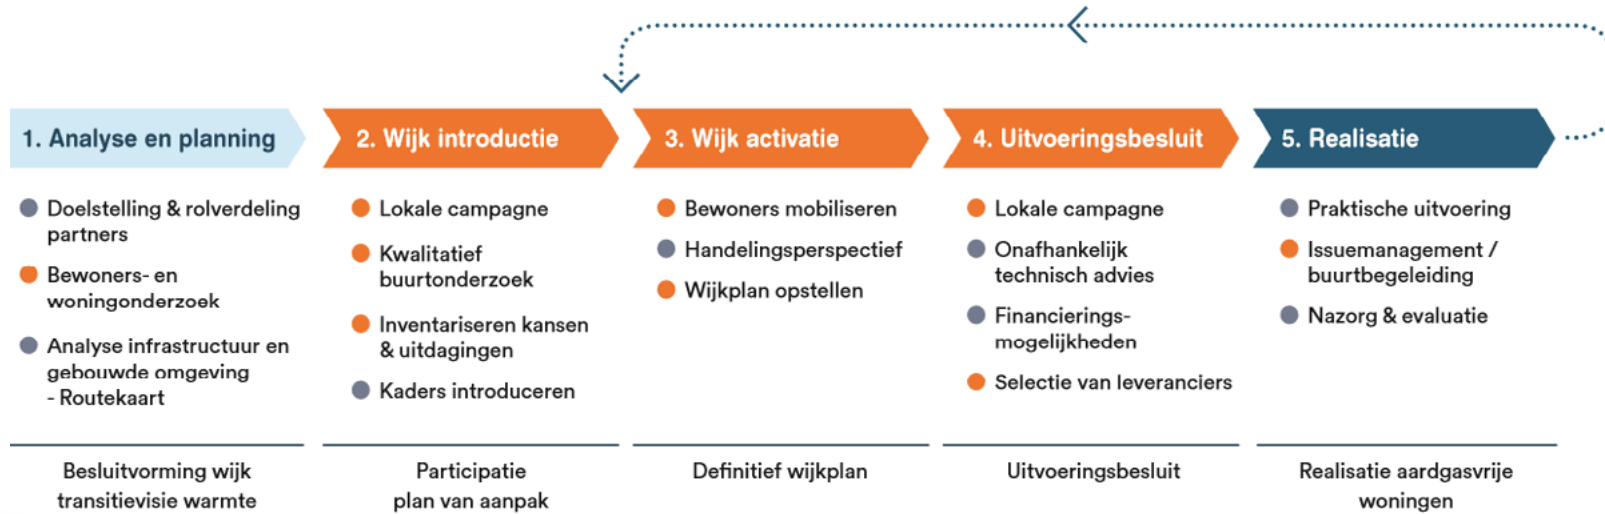 1. Analyse en planning
Doelstelling & rolverdeling
partners
Bewoners- en
woningonderzoek
Analyse infrastructuur en
gebouwde omgeving
- Routekaart
Besluitvorming wijk
transitievisie warmte
2. Wijk introductie
Lokale campagne
Kwalitatief
buurtonderzoek
Inventariseren kansen
& uitdagingen
Kaders introduceren
Participatie
plan van aanpak
3. Wijk activatie
Bewoners mobiliseren
Handelingsperspectief
Wijkplan opstellen
Definitief wijkplan
4. Uitvoeringsbesluit
Lokale campagne
Onafhankelijk
technisch advies
Financierings-
mogelijkheden
Selectie van leveranciers
Uitvoeringsbesluit
5. Realisatie
Praktische uitvoering
Issuemanagement /
buurtbegeleiding
Nazorg & evaluatie
Realisatie aardgasvrije
woningen